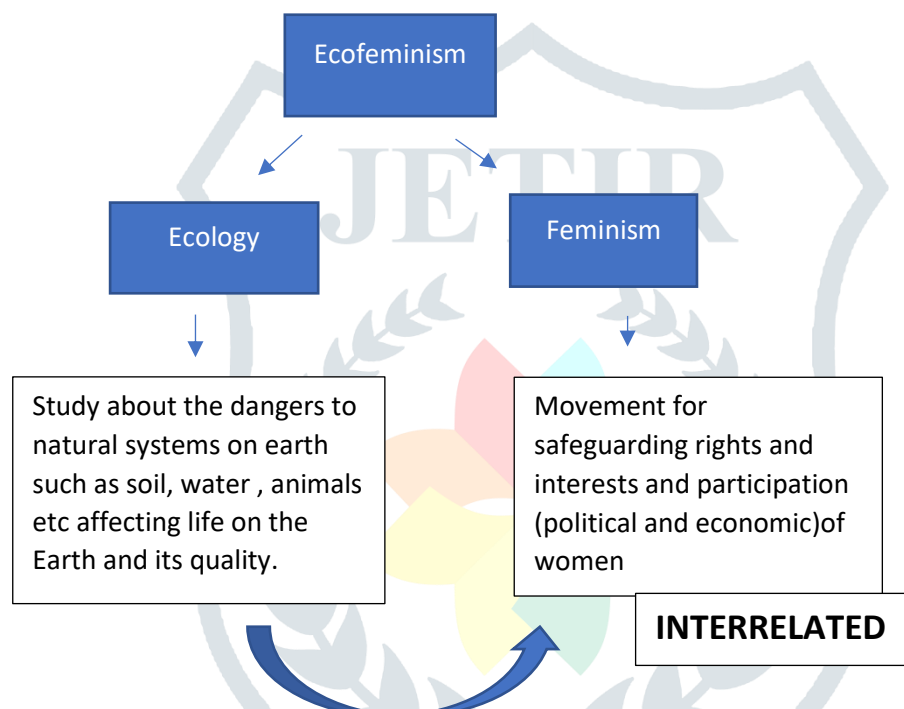 Ecofeminism
JETIR
Ecology
Feminism
Study about the dangers to
natural systems on earth
such as soil, water , animals
etc affecting life on the
Earth and its quality.
Movement for
safeguarding rights and
interests and participation
(political and economic)of
women
INTERRELATED